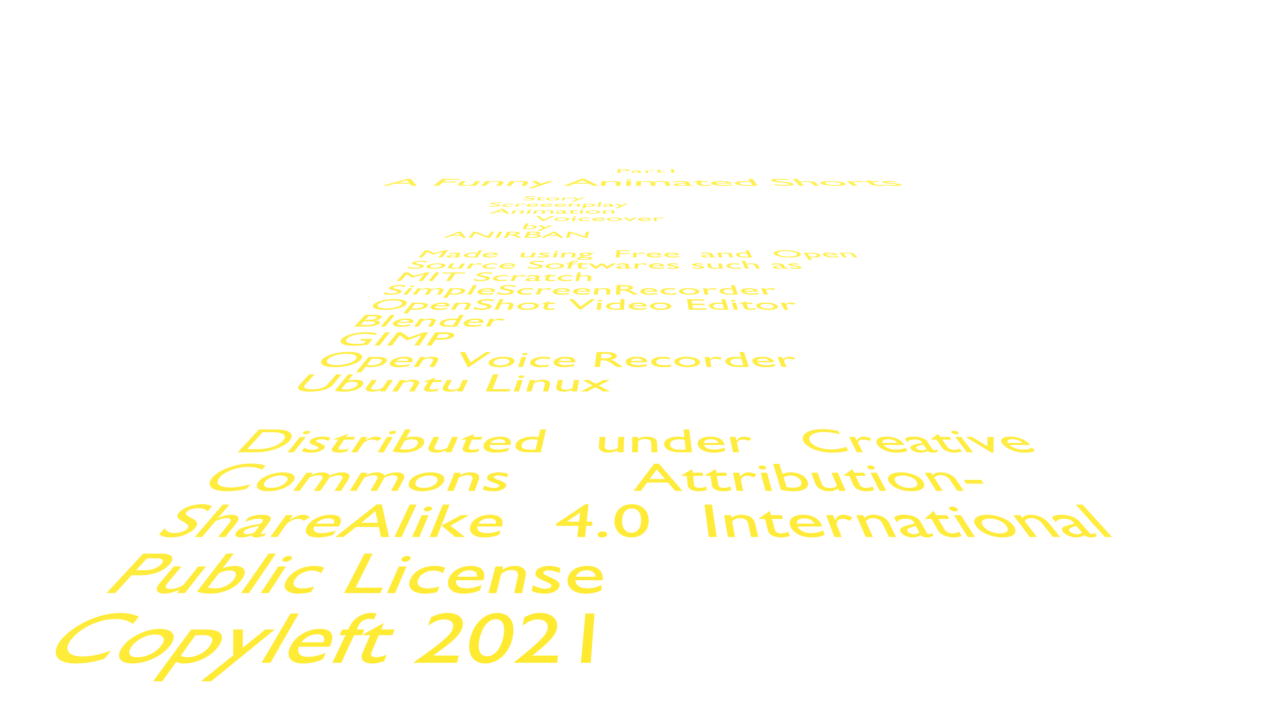 Part1
A Funny Animated Shorts
Story
Screeenplay
Animation
Voiceover
by
ANIRBAN
Made using Free and Open
Source Softwares such as
MIT Scratch
SimpleScreenRecorder
OpenShot Video Editor
Blender
GIMP
Open Voice Recorder
Ubuntu Linux
Distributed under Creative
Commons Attribution-
ShareAlike 4.0 International
Public License
Copyleft 2021